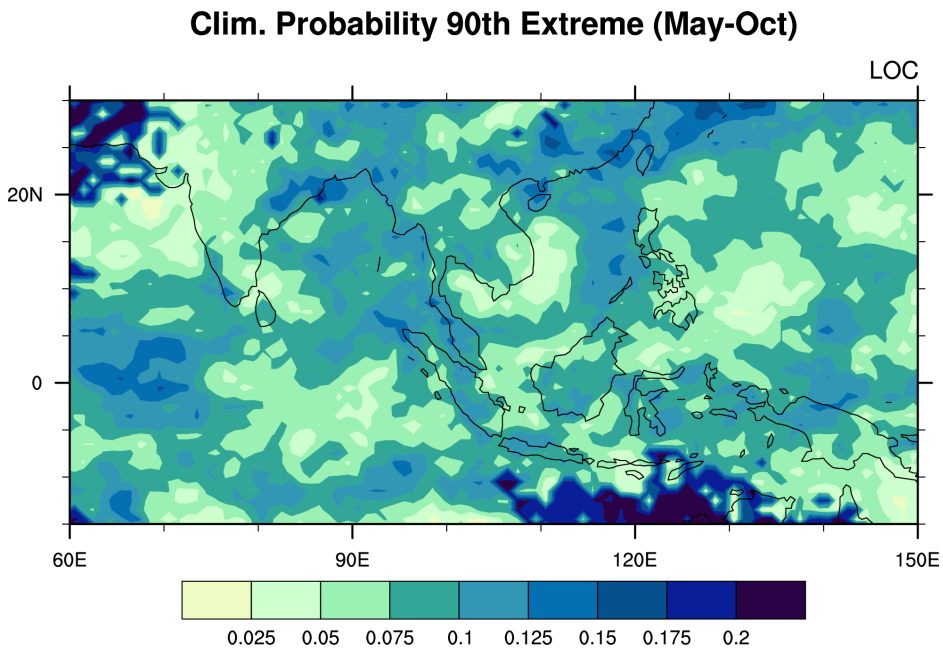 Clim. Probability 90th Extreme (May-Oct)
LOC
20N
0
60E 90E 120E 150E
0.025 0.05 0.075 0.1 0.125 0.15 0.175 0.2